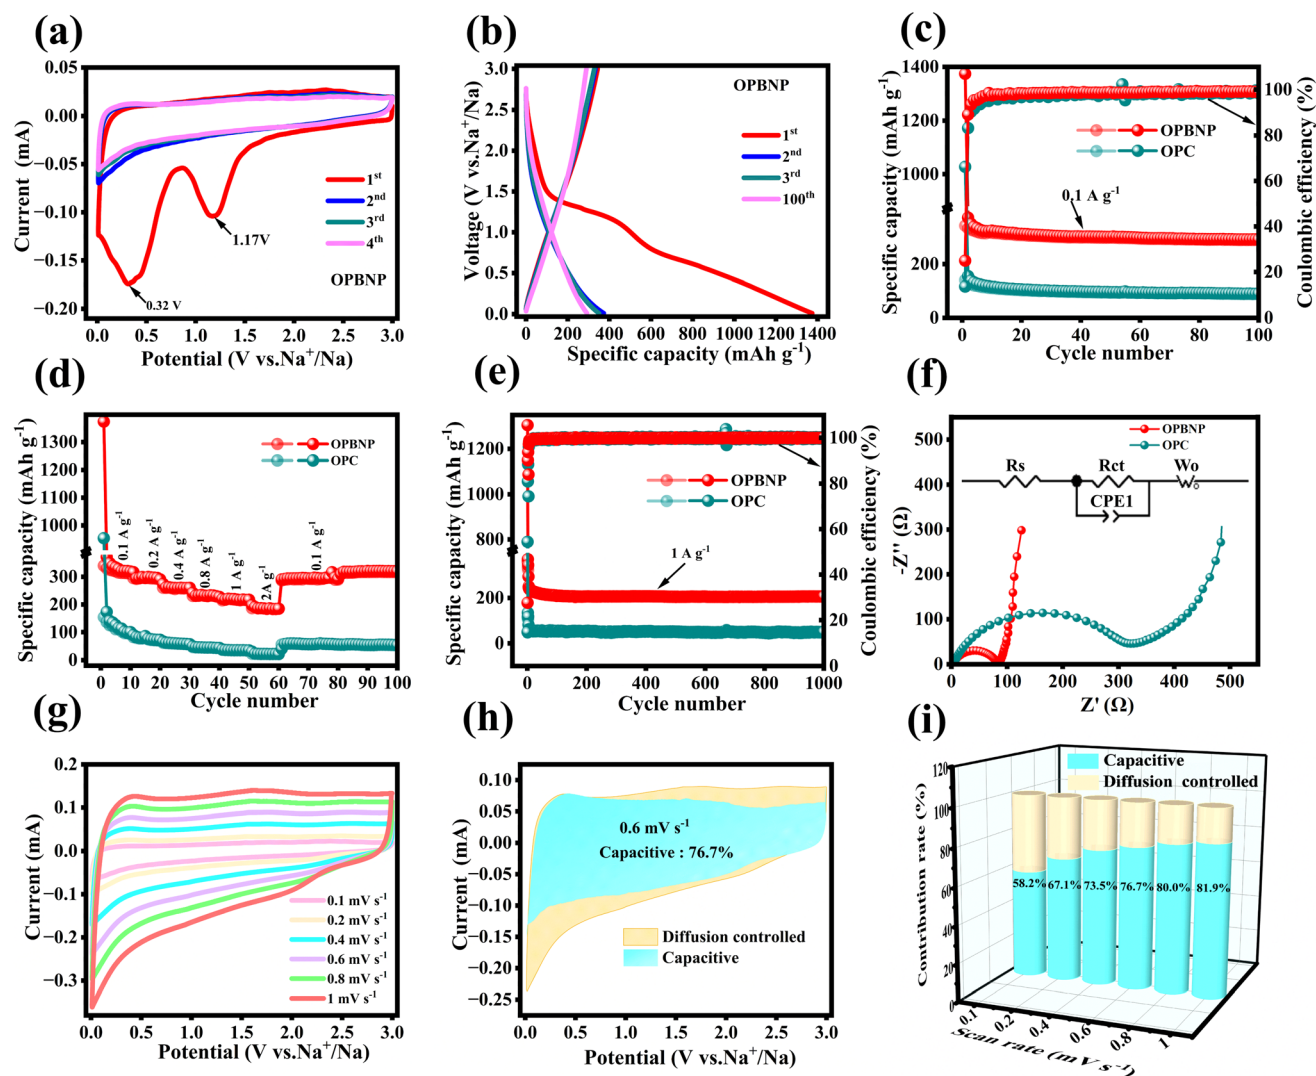 (a)
0.05
0.00
−0.05
−0.10
−0.15
−0.20
Current (mA)
1st
2nd
3rd
4th
1.17V
0.32 V
OPBNP
0.0 0.5 1.0 1.5 2.0 2.5 3.0
Potential (V vs.Na+/Na)
(b)
3.0
2.5
2.0
1.5
1.0
0.5
0.0
Voltage (V vs.Na+/Na)
OPBNP
1st
2nd
3rd
100th
0 200 400 600 800 1000 1200 1400
Specific capacity (mAh g-1)
(c)
1400
1200
1000
200
0
Specific capacity (mAh g-1)
OPBNP
OPC
0.1 A g-1
100
80
60
40
20
0
Coulombic efficiency (%)
0 20 40 60 80 100
Cycle number
(d)
1300
1200
1100
1000
300
200
100
0
Specific capacity (mAh g-1)
OPBNP
OPC
0.1 A g-1
0.2 A g-1
0.4 A g-1
0.8 A g-1
1 A g-1
2A g-1
0.1 A g-1
0 10 20 30 40 50 60 70 80 90 100
Cycle number
(e)
1200
1000
800
200
0
Specific capacity (mAh g-1)
OPBNP
OPC
1 A g-1
100
80
60
40
20
0
Coulombic efficiency (%)
0 200 400 600 800 1000
Cycle number
(f)
500
400
300
200
100
0
-Z'' (Ω)
OPBNP
OPC
Rs Rct Wo
CPE1
0 100 200 300 400 500
Z' (Ω)
(g)
0.2
0.1
0.0
−0.1
−0.2
−0.3
Current (mA)
0.1 mV s-1
0.2 mV s-1
0.4 mV s-1
0.6 mV s-1
0.8 mV s-1
1 mV s-1
0.0 0.5 1.0 1.5 2.0 2.5 3.0
Potential (V vs.Na+/Na)
(h)
0.10
0.05
0.00
−0.05
−0.10
−0.15
−0.20
−0.25
Current (mA)
0.6 mV s-1
Capacitive : 76.7%
Diffusion controlled
Capacitive
0.0 0.5 1.0 1.5 2.0 2.5 3.0
Potential (V vs.Na+/Na)
(i)
120
100
80
60
40
20
0
Contribution rate (%)
Capacitive
Diffusion controlled
58.2% 67.1% 73.5% 76.7% 80.0% 81.9%
0.1 0.2 0.4 0.6 0.8 1
Scan rate (mV s-1)